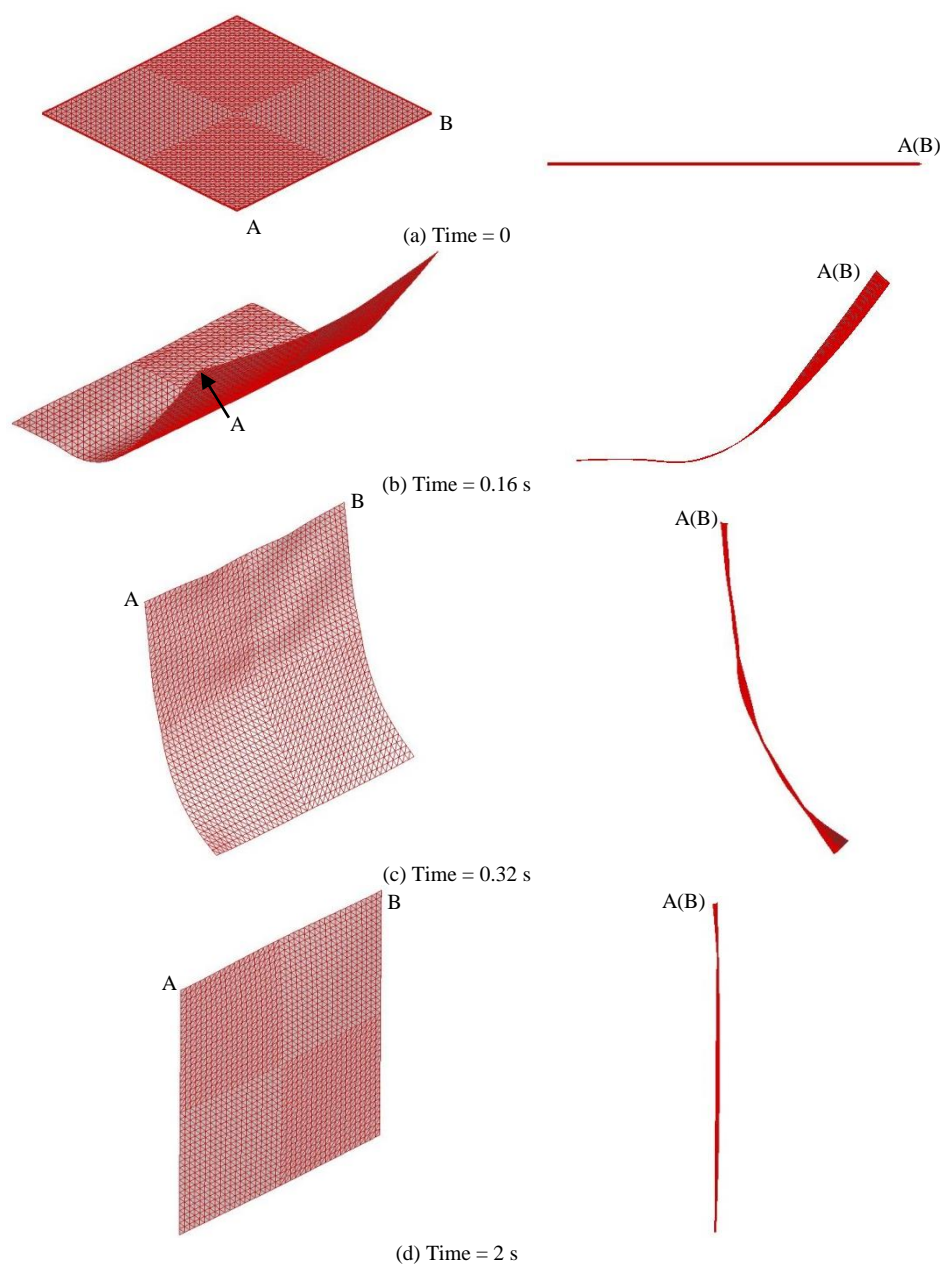 B
A
A(B)
(a) Time = 0
A
A(B)
(b) Time = 0.16 s
B
A
A(B)
(c) Time = 0.32 s
B
A
A(B)
(d) Time = 2 s